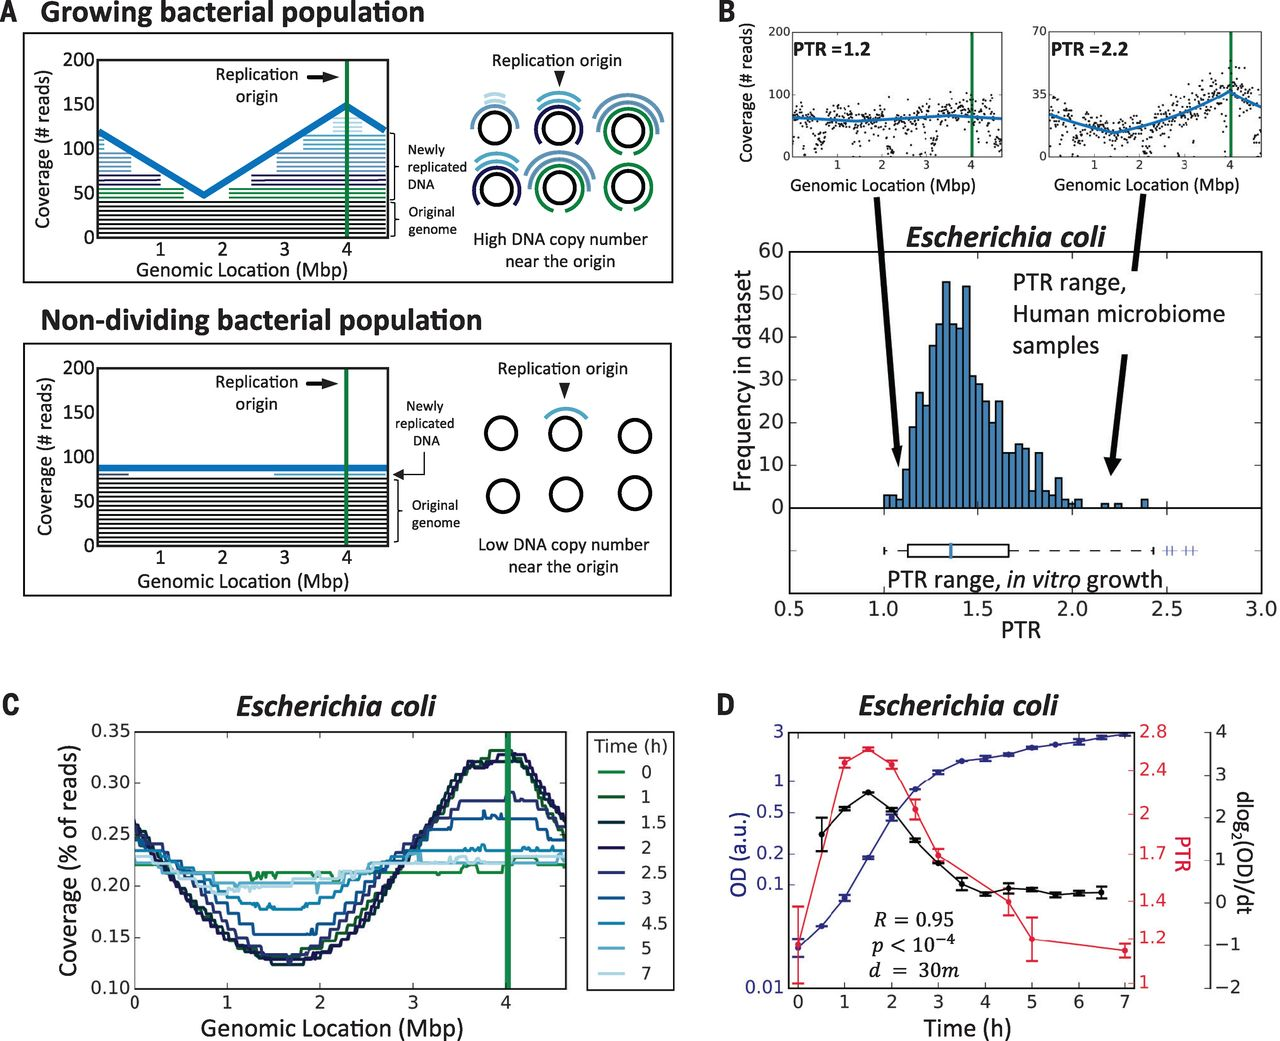 A Growing bacterial population
200
150
100
50
0
Coverage (# reads)
Replication
origin
Newly
replicated
DNA
Original
genome
1 2 3 4
Genomic Location (Mbp)
Replication origin
High DNA copy number
near the origin
Non-dividing bacterial population
200
150
100
50
0
Coverage (# reads)
Replication
origin
Newly
replicated
DNA
Original
genome
1 2 3 4
Genomic Location (Mbp)
Replication origin
Low DNA copy number
near the origin
B
Coverage (# reads)
200
100
0
PTR = 1.2
1 2 3 4
Genomic Location (Mbp)
70
35
0
PTR = 2.2
1 2 3 4
Genomic Location (Mbp)
Escherichia coli
PTR range,
Human microbiome
samples
Frequency in dataset
60
50
40
30
20
10
0
PTR range, in vitro growth
0.5 1.0 1.5 2.0 2.5 3.0
PTR
C
Escherichia coli
Coverage (% of reads)
0.35
0.30
0.25
0.20
0.15
0.10
0 1 2 3 4
Genomic Location (Mbp)
Time (h)
0
1
1.5
2
2.5
3
4.5
5
7
D
Escherichia coli
OD (a.u.)
3
1
0.5
0.2
0.1
0.01
R = 0.95
p < 10⁻⁴
d = 30m
0 1 2 3 4 5 6 7
Time (h)
2.8
2.4
2
1.7
1.4
1.2
1
PTR
4
3
2
1
0
−1
−2
dlog₂(OD)/dt